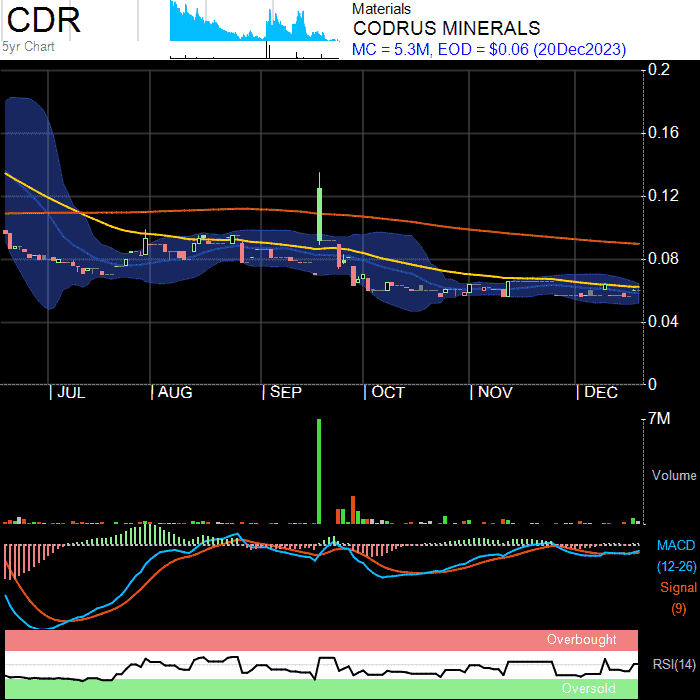 CDR
5yr Chart
Materials
CODRUS MINERALS
MC = 5.3M, EOD = $0.06 (20Dec2023)
0.2
0.16
0.12
0.08
0.04
0
JUL AUG SEP OCT NOV DEC
7M
Volume
MACD
(12-26)
Signal
(9)
Overbought
RSI(14)
Oversold